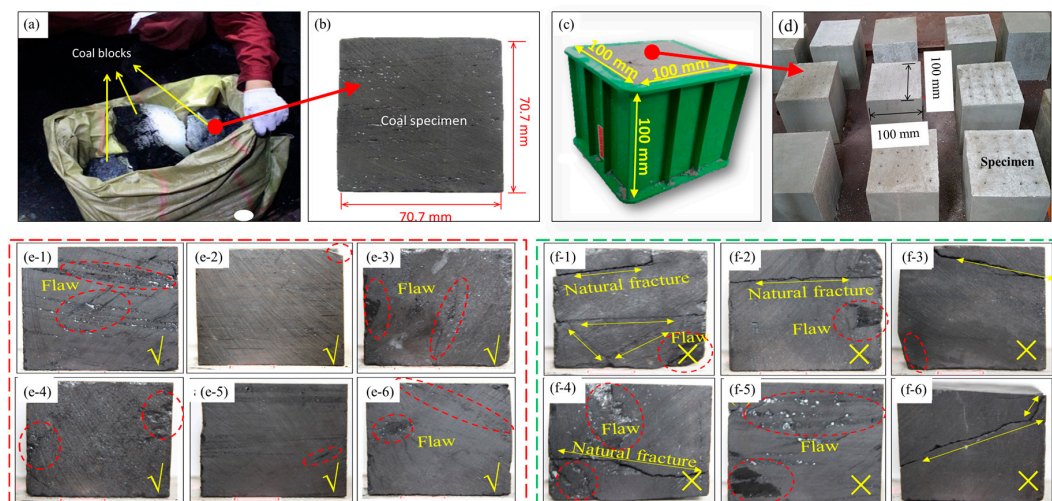 (a)
Coal blocks
(b)
Coal specimen
70.7 mm
70.7 mm
(c)
100 mm
100 mm
100 mm
(d)
100 mm
100 mm
Specimen
(e-1)
Flaw
√
(e-2)
√
(e-3)
Flaw
√
(e-4)
√
(e-5)
√
(e-6)
Flaw
√
(f-1)
Natural fracture
Flaw
×
(f-2)
Natural fracture
Flaw
×
(f-3)
×
(f-4)
Flaw
Natural fracture
×
(f-5)
Flaw
×
(f-6)
×